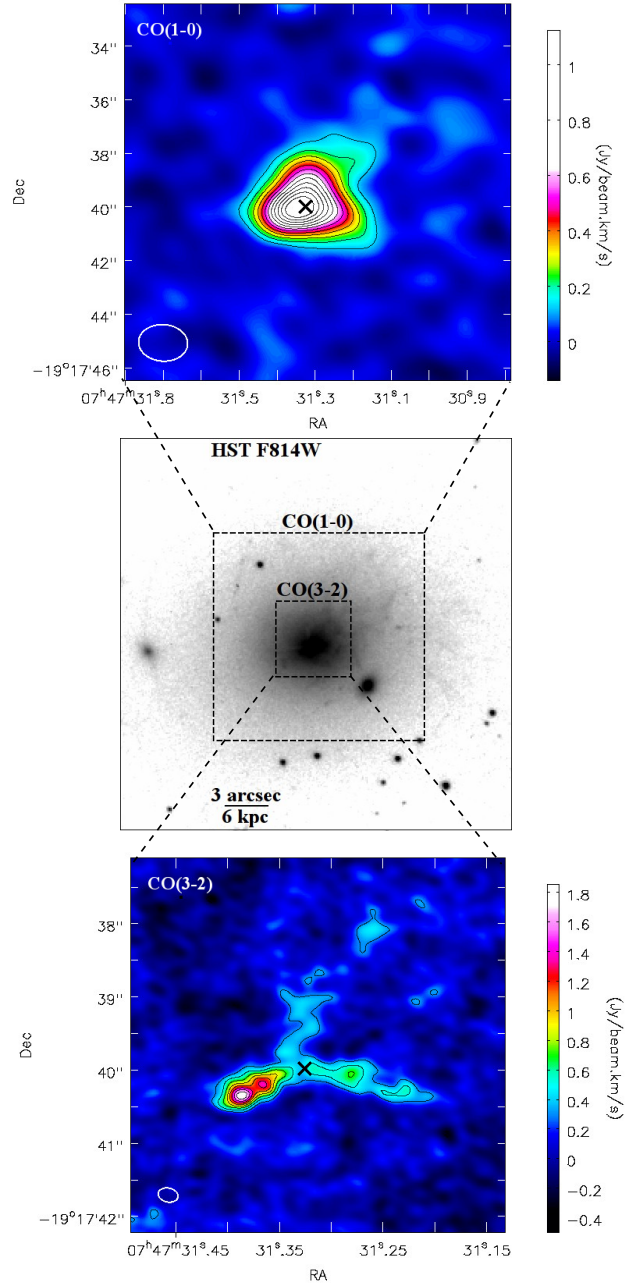 CO(1-0)
34''
36''
38''
40''
42''
44''
−19°17'46''
Dec
07ʰ47ᵐ31ˢ.8 31ˢ.5 31ˢ.3 31ˢ.1 30ˢ.9
RA
1
0.8
0.6
0.4
0.2
0
(Jy/beam.km/s)
HST F814W
CO(1-0)
CO(3-2)
3 arcsec
6 kpc
CO(3-2)
38''
39''
40''
41''
−19°17'42''
Dec
07ʰ47ᵐ31ˢ.45 31ˢ.35 31ˢ.25 31ˢ.15
RA
1.8
1.6
1.4
1.2
1
0.8
0.6
0.4
0.2
0
−0.2
−0.4
(Jy/beam.km/s)